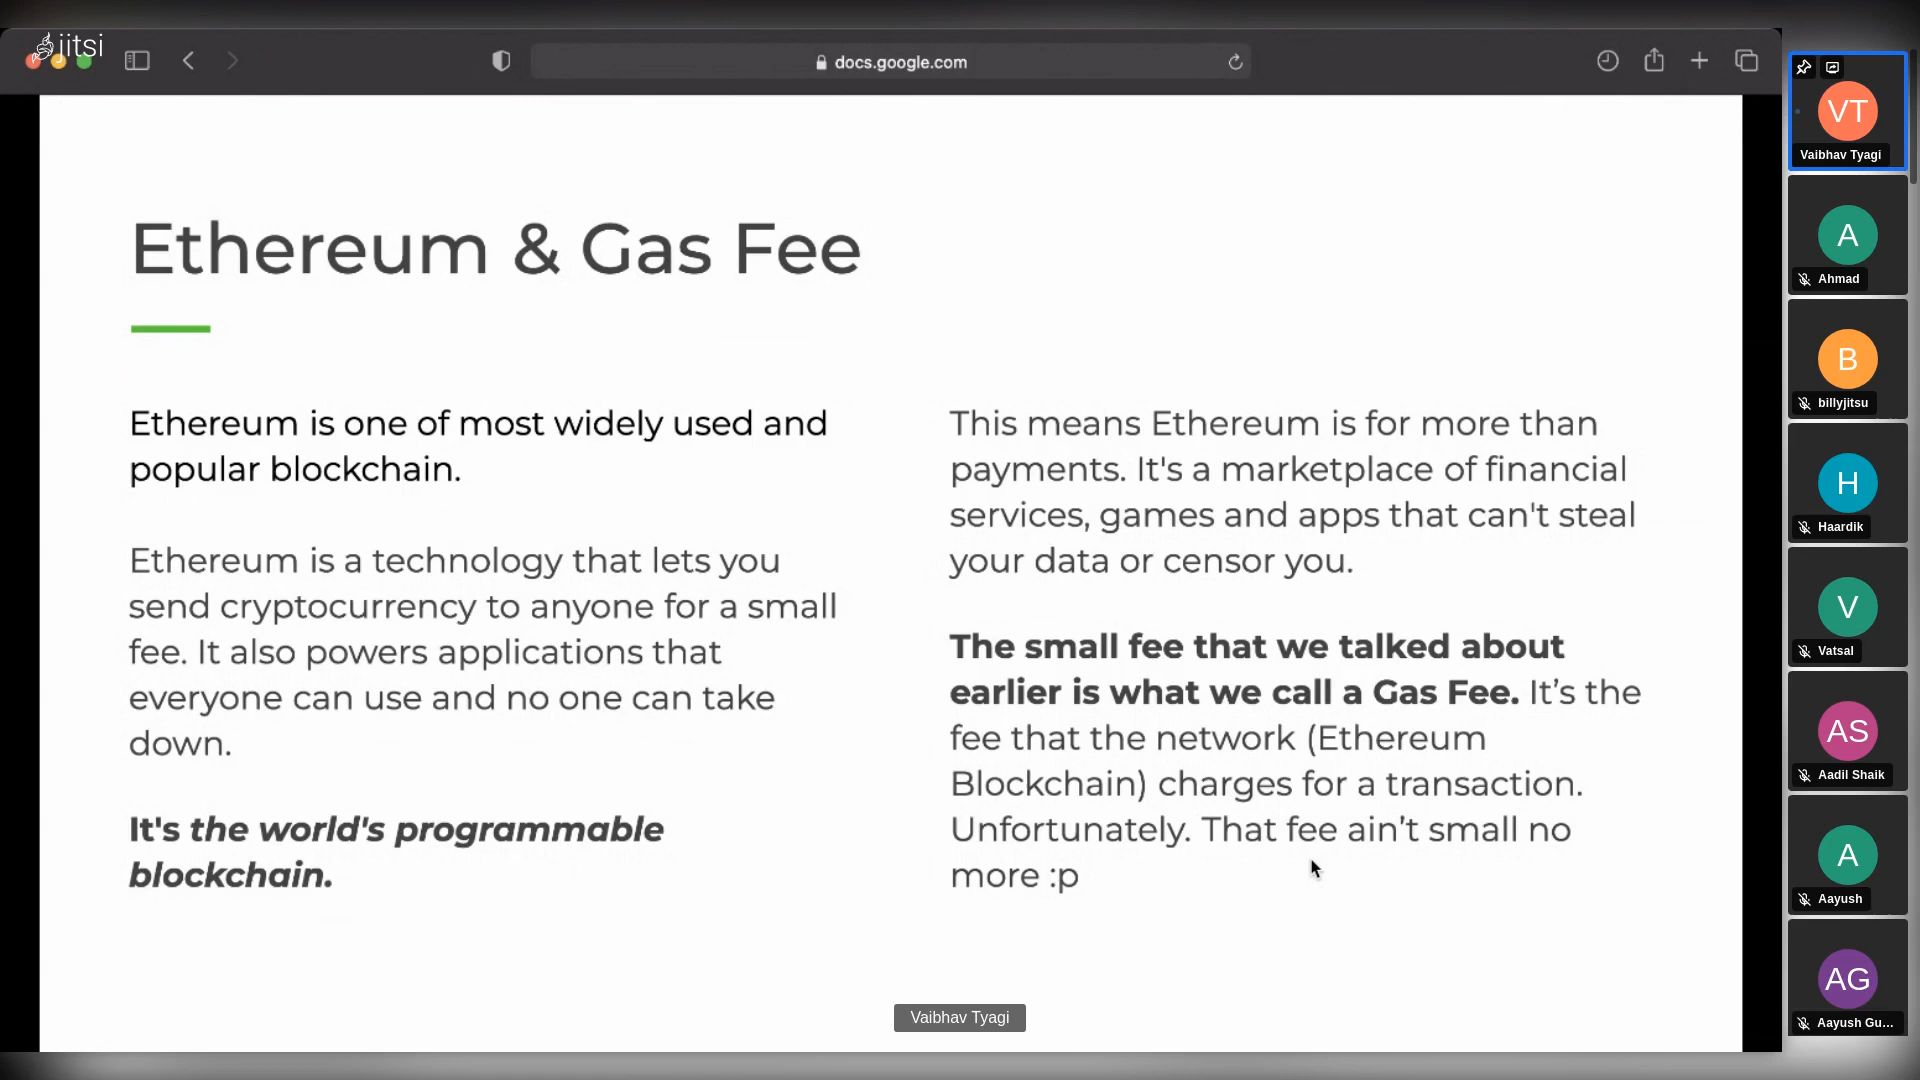 jitsi
docs.google.com
Ethereum & Gas Fee
Ethereum is one of most widely used and
popular blockchain.
Ethereum is a technology that lets you
send cryptocurrency to anyone for a small
fee. It also powers applications that
everyone can use and no one can take
down.
It's the world's programmable
blockchain.
This means Ethereum is for more than
payments. It's a marketplace of financial
services, games and apps that can't steal
your data or censor you.
The small fee that we talked about
earlier is what we call a Gas Fee. It’s the
fee that the network (Ethereum
Blockchain) charges for a transaction.
Unfortunately. That fee ain’t small no
more :p
Vaibhav Tyagi
VT
Vaibhav Tyagi
A
Ahmad
B
billyjitsu
H
Haardik
V
Vatsal
AS
Aadil Shaik
A
Aayush
AG
Aayush Gu...